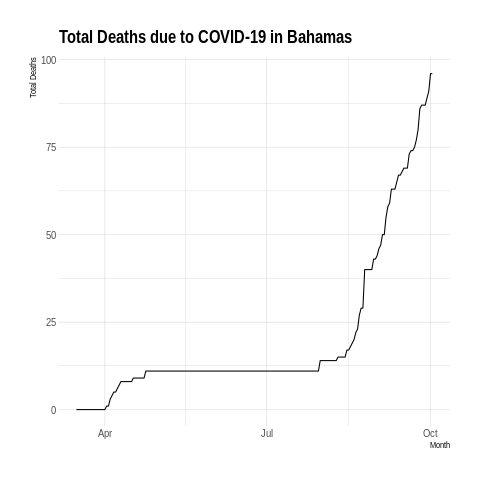 Total Deaths due to COVID-19 in Bahamas
Total Deaths
100
75
50
25
0
Apr
Jul
Oct
Month